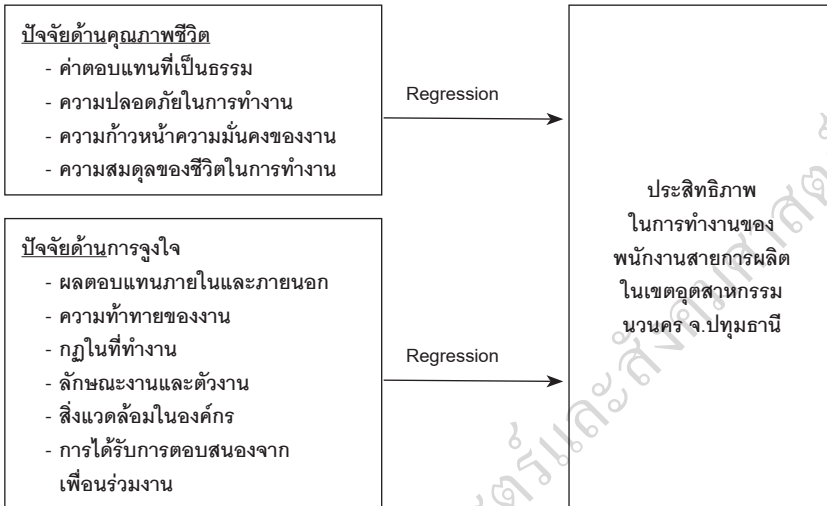 ปัจจัยด้านคุณภาพชีวิต
- ค่าตอบแทนที่เป็นธรรม
- ความปลอดภัยในการทำงาน
- ความก้าวหน้าความมั่นคงของงาน
- ความสมดุลของชีวิตในการทำงาน
Regression
ปัจจัยด้านการจูงใจ
- ผลตอบแทนภายในและภายนอก
- ความท้าทายของงาน
- กฏในที่ทำงาน
- ลักษณะงานและตัวงาน
- สิ่งแวดล้อมในองค์กร
- การได้รับการตอบสนองจาก
เพื่อนร่วมงาน
Regression
ประสิทธิภาพ
ในการทำงานของ
พนักงานสายการผลิต
ในเขตอุตสาหกรรม
นวนคร จ.ปทุมธานี